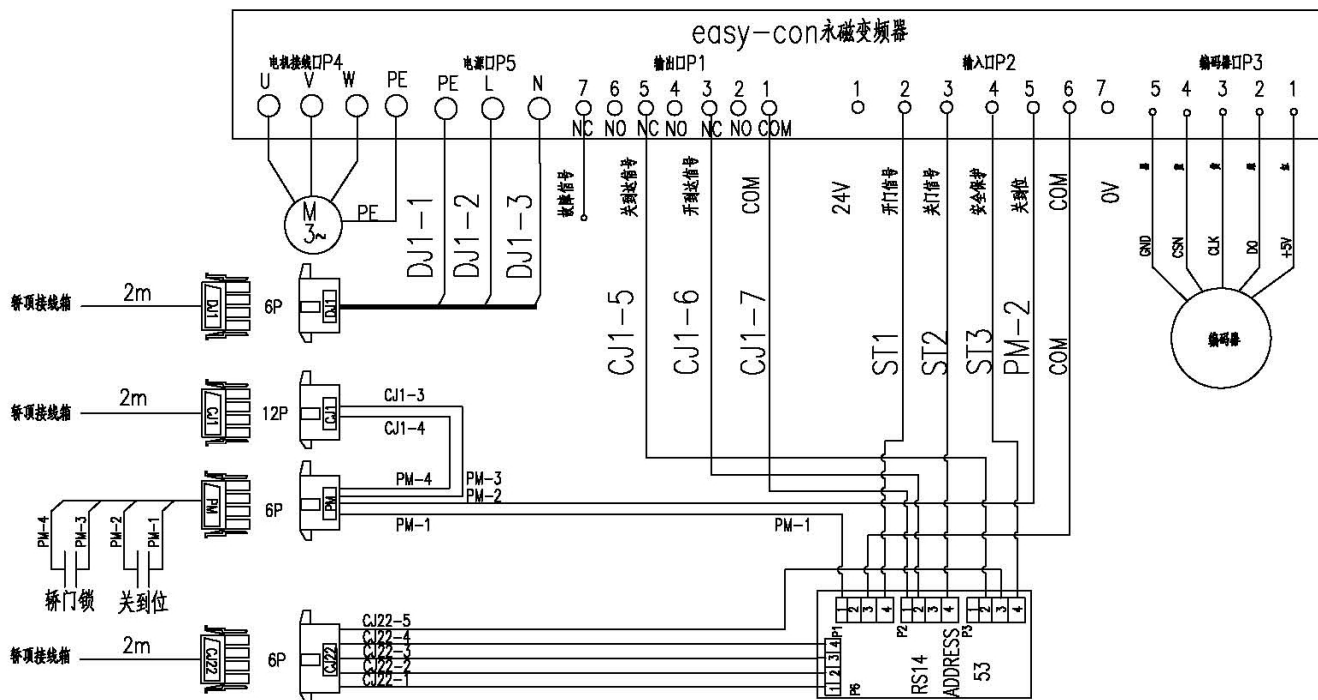 easy-con永磁变频器
电机接线口P4 电源口P5 输出口P1 输入口P2 编码器口P3
U V W PE PE L N 7 6 5 4 3 2 1 1 2 3 4 5 6 7 5 4 3 2 1
NC NO NC NO NC NO COM
M
3~
PE
DJ1-1
DJ1-2
DJ1-3
故障信号
关到达信号
开到达信号
COM
24V
开门信号
关门信号
安全保护
关到位
COM
0V
GND
CSN
CLK
DO
+5V
编码器
CJ1-5
CJ1-6
CJ1-7
ST1
ST2
ST3
PM-2
COM
轿顶接线箱 2m DJ1 6P DJ1
轿顶接线箱 2m CJ1 12P CJ1
CJ1-3
CJ1-4
PM 6P PM
PM-4
PM-3
PM-2
PM-1
PM-1
PM-4
PM-3
PM-2
PM-1
轿门锁 关到位
轿顶接线箱 2m CJ22 6P CJ22
CJ22-5
CJ22-4
CJ22-3
CJ22-2
CJ22-1
1 2 3 4 1 2 3 4 1 2 3 4
P1 P2 P3
4
3
2
1
P6
RS14
ADDRESS
53